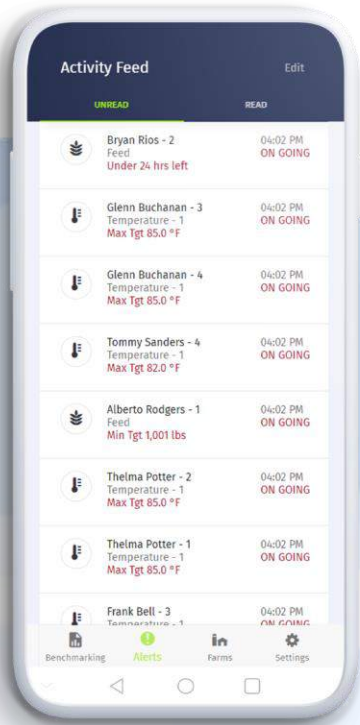 Activity Feed
Edit
UNREAD
READ
Bryan Rios - 2
04:02 PM
Feed
ON GOING
Under 24 hrs left
Glenn Buchanan - 3
04:02 PM
Temperature - 1
ON GOING
Max Tgt 85.0 °F
Glenn Buchanan - 4
04:02 PM
Temperature - 1
ON GOING
Max Tgt 85.0 °F
Tommy Sanders - 4
04:02 PM
Temperature - 1
ON GOING
Max Tgt 82.0 °F
Alberto Rodgers - 1
04:02 PM
Feed
ON GOING
Min Tgt 1,001 lbs
Thelma Potter - 2
04:02 PM
Temperature - 1
ON GOING
Max Tgt 85.0 °F
Thelma Potter - 1
04:02 PM
Temperature - 1
ON GOING
Max Tgt 85.0 °F
Frank Bell - 3
04:02 PM
Temperature - 1
ON GOING
Benchmarking
Alerts
Farms
Settings